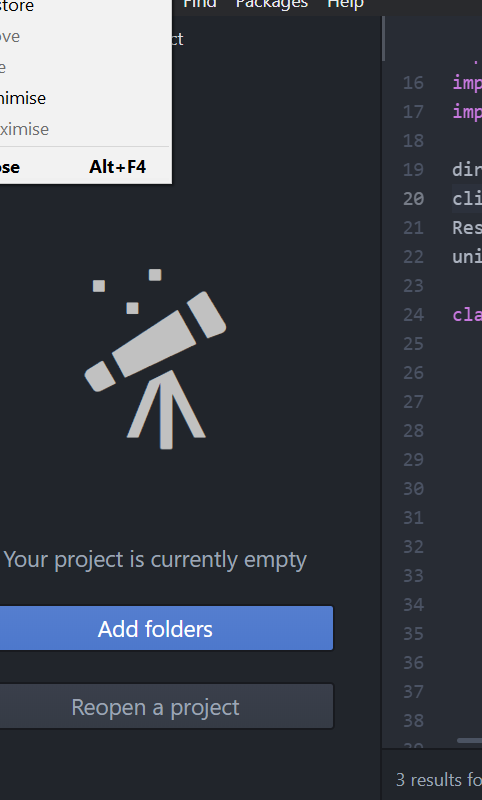 store
Find Packages Help
ove
ct
e
nimise
ximise
ose Alt+F4
16 imp
17 imp
18
19 dir
20 cli
21 Res
22 uni
23
24 cla
25
26
27
28
29
30
31
32
33
34
35
36
37
38
Your project is currently empty
Add folders
Reopen a project
3 results fo